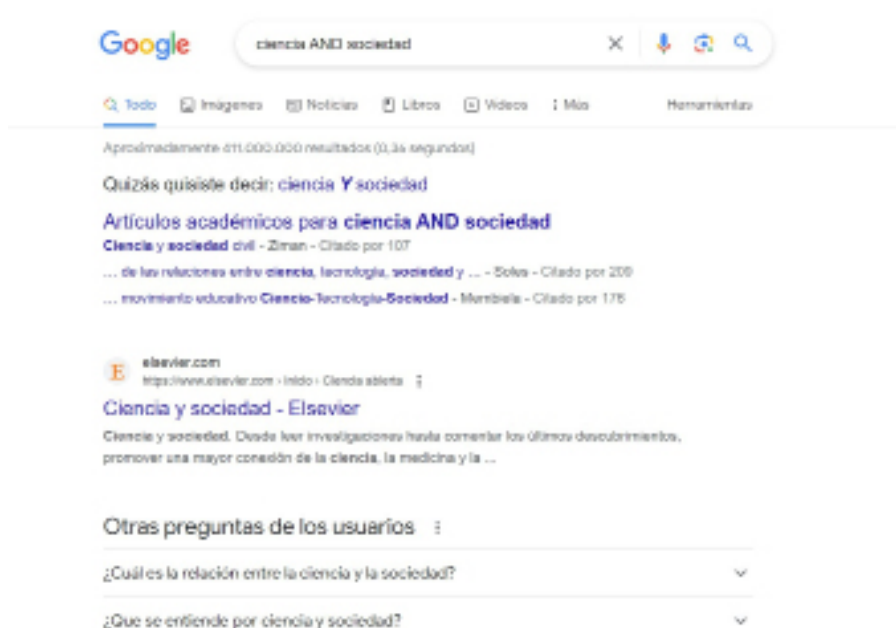 Google
ciencia AND sociedad
Todo Imágenes Noticias Libros Videos Más Herramientas
Aproximadamente 611.000.000 resultados (0,34 segundos)
Quizás quisiste decir: ciencia Y sociedad
Artículos académicos para ciencia AND sociedad
Ciencia y sociedad civil - Ziman - Citado por 107
... de las relaciones entre ciencia, tecnología, sociedad y ... - Citado por 209
... movimiento educativo Ciencia-Tecnología-Sociedad - Membiela - Citado por 176
E
elsevier.com
https://www.elsevier.com › Inicio › Ciencia abierta
Ciencia y sociedad - Elsevier
Ciencia y sociedad. Desde leer investigaciones hasta comentar los últimos descubrimientos,
promover una mayor conexión de la ciencia, la medicina y la ...
Otras preguntas de los usuarios
¿Cuál es la relación entre la ciencia y la sociedad?
¿Que se entiende por ciencia y sociedad?